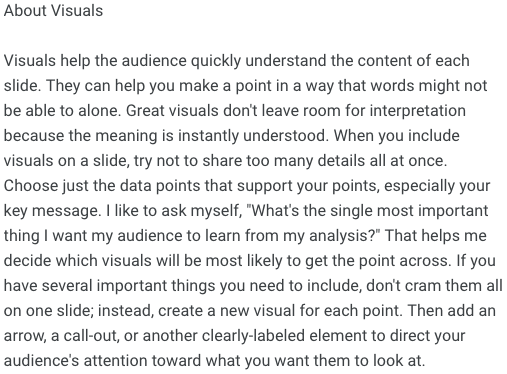 About Visuals
Visuals help the audience quickly understand the content of each
slide. They can help you make a point in a way that words might not
be able to alone. Great visuals don't leave room for interpretation
because the meaning is instantly understood. When you include
visuals on a slide, try not to share too many details all at once.
Choose just the data points that support your points, especially your
key message. I like to ask myself, "What's the single most important
thing I want my audience to learn from my analysis?" That helps me
decide which visuals will be most likely to get the point across. If you
have several important things you need to include, don't cram them all
on one slide; instead, create a new visual for each point. Then add an
arrow, a call-out, or another clearly-labeled element to direct your
audience's attention toward what you want them to look at.